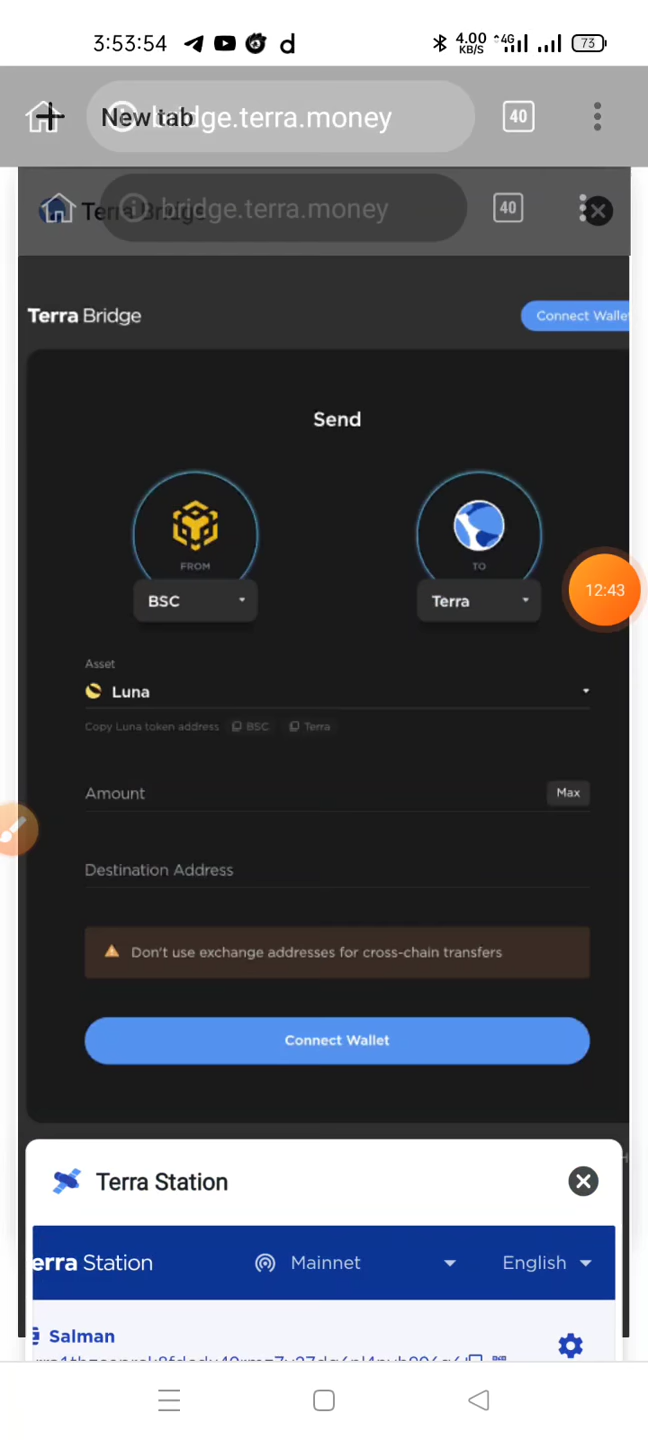 3:53:54 d 4.00 KB/S 4G 73
New tab bridge.terra.money 40
bridge.terra.money 40
Terra Bridge Connect Walle
Send
FROM TO
BSC Terra
Asset
Luna
Copy Luna token address BSC Terra
12:43
Amount Max
Destination Address
Don't use exchange addresses for cross-chain transfers
Connect Wallet
Terra Station
erra Station Mainnet English
Salman